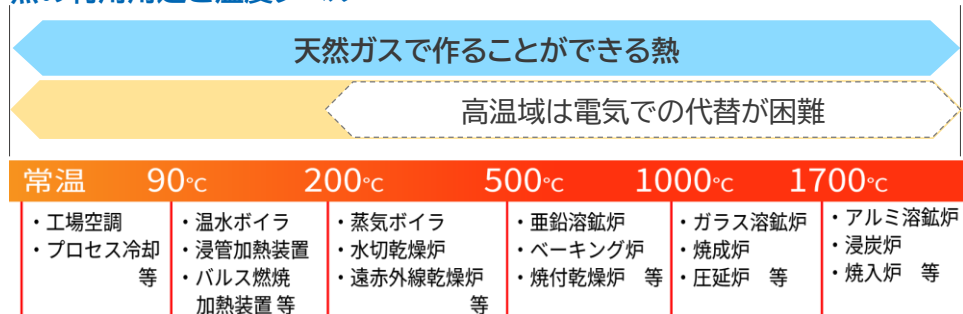 天然ガスで作ることができる熱
高温域は電気での代替が困難
常温 90℃ 200℃ 500℃ 1000℃ 1700℃
・工場空調
・プロセス冷却
等
・温水ボイラ
・浸管加熱装置
・バルス燃焼
加熱装置 等
・蒸気ボイラ
・水切乾燥炉
・遠赤外線乾燥炉
等
・亜鉛溶鉱炉
・ベーキング炉
・焼付乾燥炉 等
・ガラス溶鉱炉
・焼成炉
・圧延炉 等
・アルミ溶鉱炉
・浸炭炉
・焼入炉 等